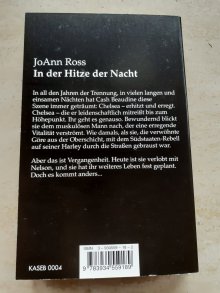 JoAnn Ross
In der Hitze der Nacht
In all den Jahren der Trennung, in vielen langen und
einsamen Nächten hat Cash Beaudine diese
Szene immer geträumt: Chelsea – erhitzt und erregt.
Chelsea – die er leidenschaftlich mitreißt bis zum
Höhepunkt. Ihr geht es genauso. Bewundernd blickt
sie dem muskulösen Mann nach, der eine erregende
Vitalität verströmt. Wie damals, als sie, die verwöhnte
Göre aus der Oberschicht, mit dem Südstaaten-Rebell
auf seiner Harley durch die Straßen gebraust war.
Aber das ist Vergangenheit. Heute ist sie verlobt mit
Nelson, und sie hat ihr weiteres Leben fest geplant.
Doch es kommt anders...
KASEB 0004
9 783934 559189 >